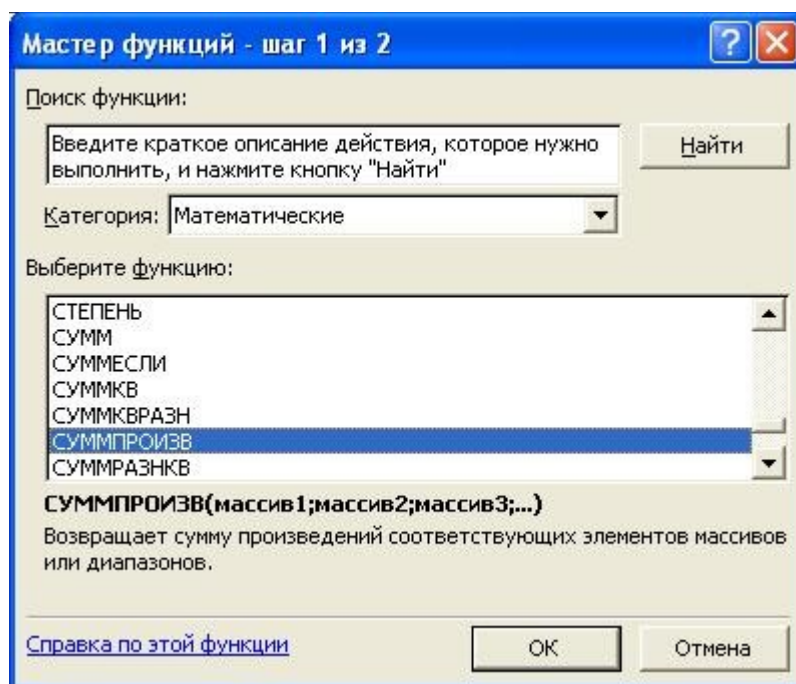 Мастер функций - шаг 1 из 2
Поиск функции:
Введите краткое описание действия, которое нужно
выполнить, и нажмите кнопку "Найти"
Найти
Категория: Математические
Выберите функцию:
СТЕПЕНЬ
СУММ
СУММЕСЛИ
СУММКВ
СУММКВРАЗН
СУММПРОИЗВ
СУММРАЗНКВ
СУММПРОИЗВ(массив1;массив2;массив3;...)
Возвращает сумму произведений соответствующих элементов массивов
или диапазонов.
Справка по этой функции
ОК
Отмена